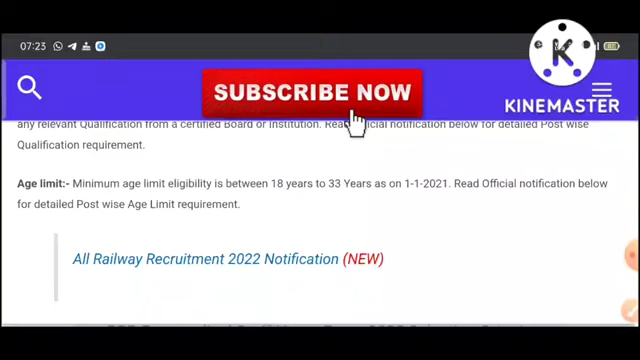 07:23
SUBSCRIBE NOW
KINEMASTER
any relevant Qualification from a certified Board or Institution. Read Official notification below for detailed Post wise
Qualification requirement.
Age limit:- Minimum age limit eligibility is between 18 years to 33 Years as on 1-1-2021. Read Official notification below
for detailed Post wise Age Limit requirement.
All Railway Recruitment 2022 Notification (NEW)